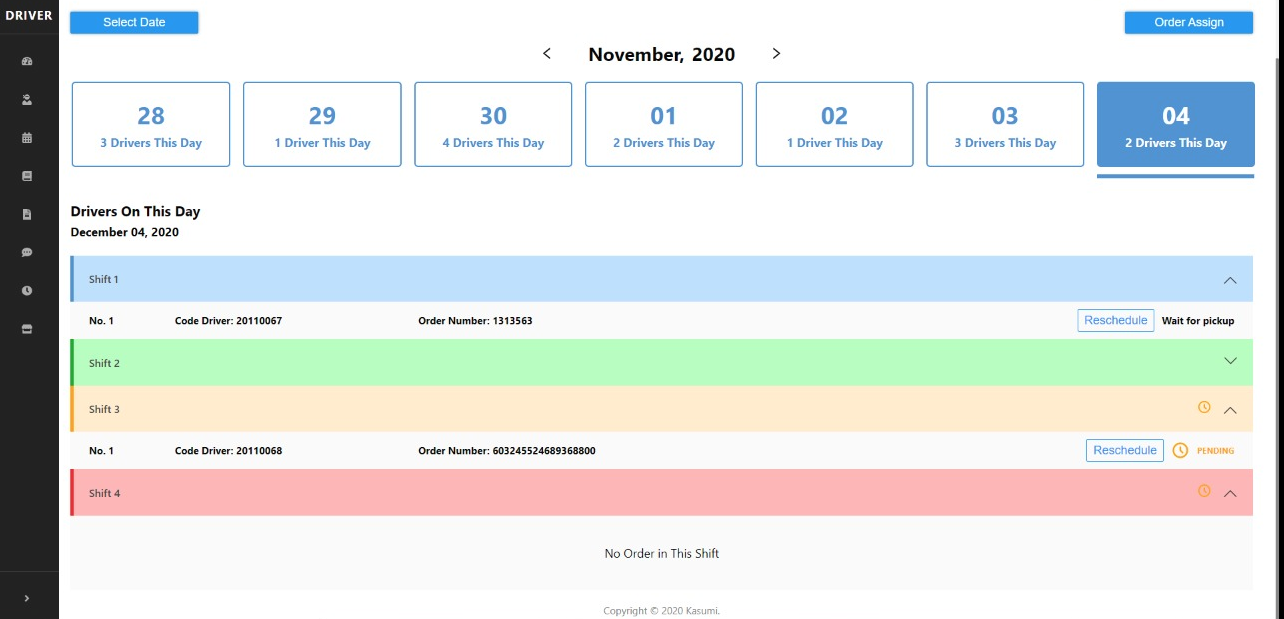 DRIVER
Select Date
Order Assign
November, 2020
28
3 Drivers This Day
29
1 Driver This Day
30
4 Drivers This Day
01
2 Drivers This Day
02
1 Driver This Day
03
3 Drivers This Day
04
2 Drivers This Day
Drivers On This Day
December 04, 2020
Shift 1
No. 1 Code Driver: 20110067 Order Number: 1313563 Reschedule Wait for pickup
Shift 2
Shift 3
No. 1 Code Driver: 20110068 Order Number: 603245524689368800 Reschedule PENDING
Shift 4
No Order in This Shift
Copyright © 2020 Kasumi.